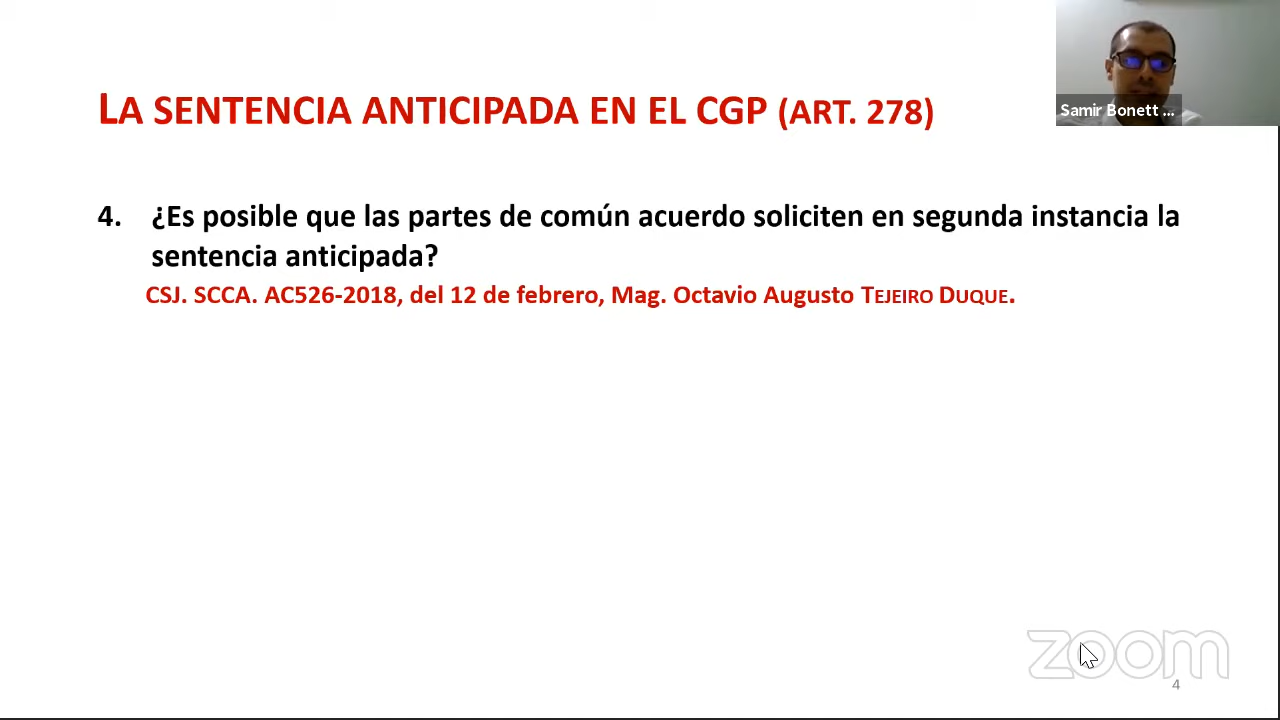 Samir Bonett ...
LA SENTENCIA ANTICIPADA EN EL CGP (ART. 278)
4. ¿Es posible que las partes de común acuerdo soliciten en segunda instancia la
sentencia anticipada?
CSJ. SCCA. AC526-2018, del 12 de febrero, Mag. Octavio Augusto TEJEIRO DUQUE.
zoom
4